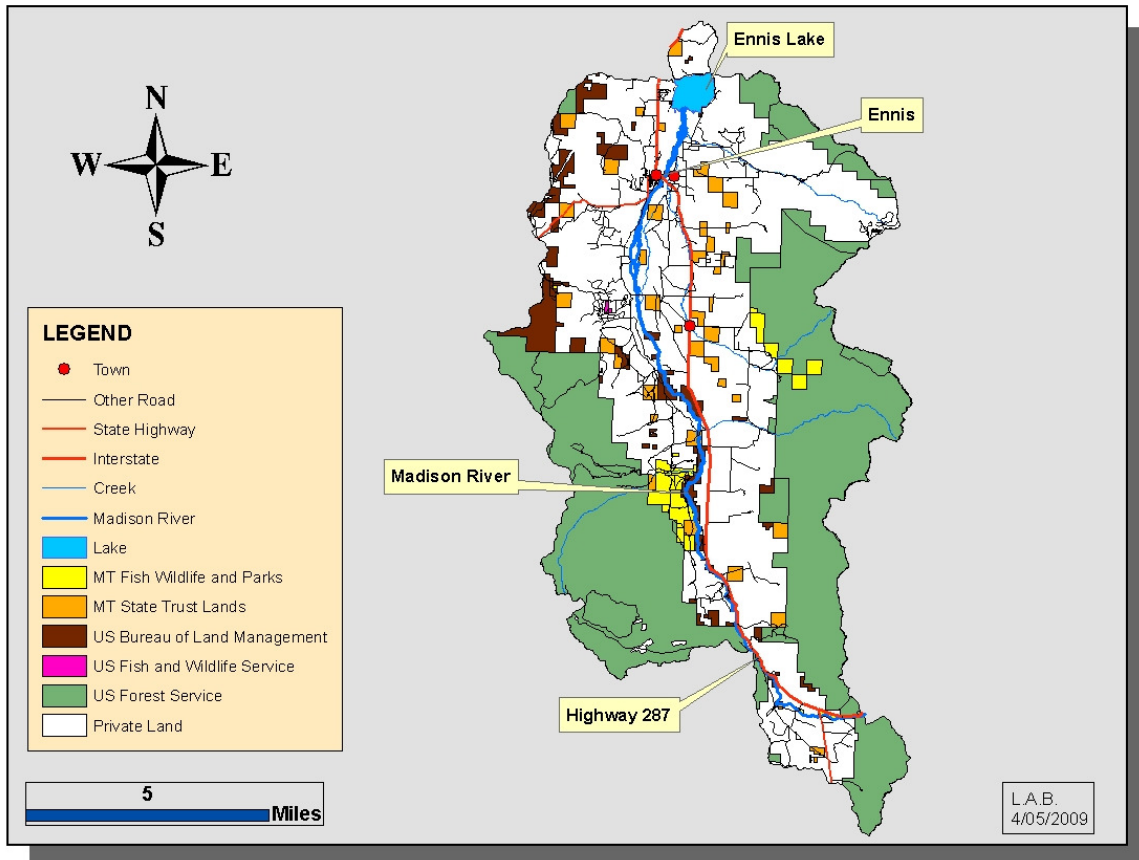 Ennis Lake
Ennis
N
W E
S
LEGEND
Town
Other Road
State Highway
Interstate
Creek
Madison River
Lake
MT Fish Wildlife and Parks
MT State Trust Lands
US Bureau of Land Management
US Fish and Wildlife Service
US Forest Service
Private Land
Madison River
Highway 287
5
Miles
L.A.B.
4/05/2009